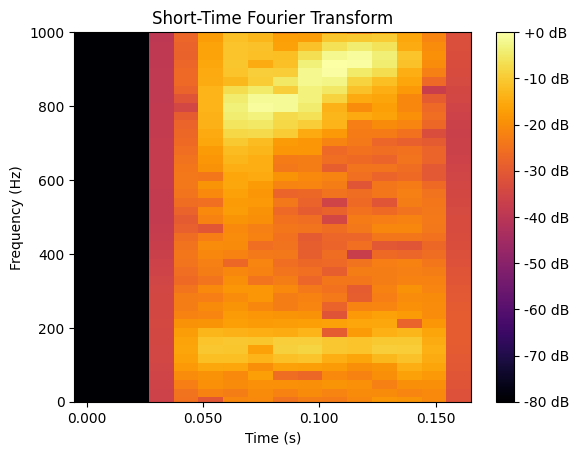 Short-Time Fourier Transform
1000
800
600
400
200
0
Frequency (Hz)
0.000
0.050
0.100
0.150
Time (s)
+0 dB
-10 dB
-20 dB
-30 dB
-40 dB
-50 dB
-60 dB
-70 dB
-80 dB